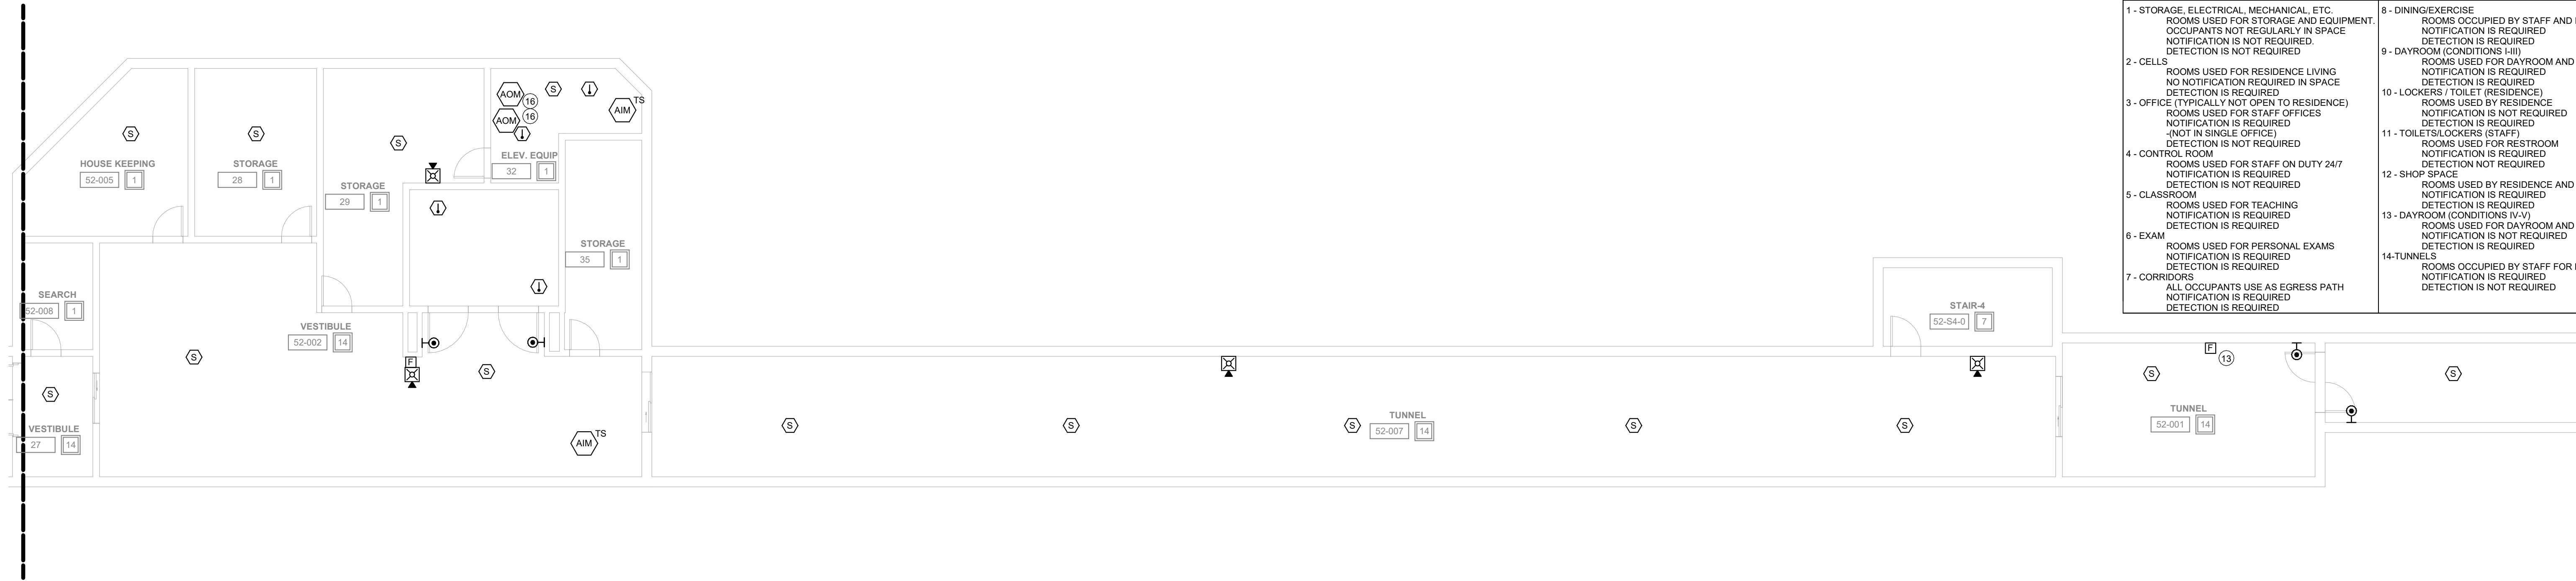 1 - STORAGE, ELECTRICAL, MECHANICAL, ETC.
ROOMS USED FOR STORAGE AND EQUIPMENT.
OCCUPANTS NOT REGULARLY IN SPACE
NOTIFICATION IS NOT REQUIRED.
DETECTION IS NOT REQUIRED
2 - CELLS
ROOMS USED FOR RESIDENCE LIVING
NO NOTIFICATION REQUIRED IN SPACE
DETECTION IS REQUIRED
3 - OFFICE (TYPICALLY NOT OPEN TO RESIDENCE)
ROOMS USED FOR STAFF OFFICES
NOTIFICATION IS REQUIRED
-(NOT IN SINGLE OFFICE)
DETECTION IS NOT REQUIRED
4 - CONTROL ROOM
ROOMS USED FOR STAFF ON DUTY 24/7
NOTIFICATION IS REQUIRED
DETECTION IS NOT REQUIRED
5 - CLASSROOM
ROOMS USED FOR TEACHING
NOTIFICATION IS REQUIRED
DETECTION IS REQUIRED
6 - EXAM
ROOMS USED FOR PERSONAL EXAMS
NOTIFICATION IS REQUIRED
DETECTION IS REQUIRED
7 - CORRIDORS
ALL OCCUPANTS USE AS EGRESS PATH
NOTIFICATION IS REQUIRED
DETECTION IS REQUIRED
8 - DINING/EXERCISE
ROOMS OCCUPIED BY STAFF AND
NOTIFICATION IS REQUIRED
DETECTION IS REQUIRED
9 - DAYROOM (CONDITIONS I-III)
ROOMS USED FOR DAYROOM AND
NOTIFICATION IS REQUIRED
DETECTION IS REQUIRED
10 - LOCKERS / TOILET (RESIDENCE)
ROOMS USED BY RESIDENCE
NOTIFICATION IS NOT REQUIRED
DETECTION IS REQUIRED
11 - TOILETS/LOCKERS (STAFF)
ROOMS USED FOR RESTROOM
NOTIFICATION IS REQUIRED
DETECTION NOT REQUIRED
12 - SHOP SPACE
ROOMS USED BY RESIDENCE AND
NOTIFICATION IS REQUIRED
DETECTION IS REQUIRED
13 - DAYROOM (CONDITIONS IV-V)
ROOMS USED FOR DAYROOM AND
NOTIFICATION IS NOT REQUIRED
DETECTION IS REQUIRED
14-TUNNELS
ROOMS OCCUPIED BY STAFF FOR
NOTIFICATION IS REQUIRED
DETECTION IS NOT REQUIRED
S
S
S
AOM 16
AOM 16
S
AIM TS
HOUSE KEEPING
52-005 1
STORAGE
28 1
STORAGE
29 1
ELEV. EQUIP
32 1
STORAGE
35 1
SEARCH
52-008 1
VESTIBULE
52-002 14
S
F
S
S
VESTIBULE
27 14
AIM TS
S
S
S
TUNNEL
52-007 14
S
S
STAIR-4
52-S4-0 7
F
13
S
TUNNEL
52-001 14
S